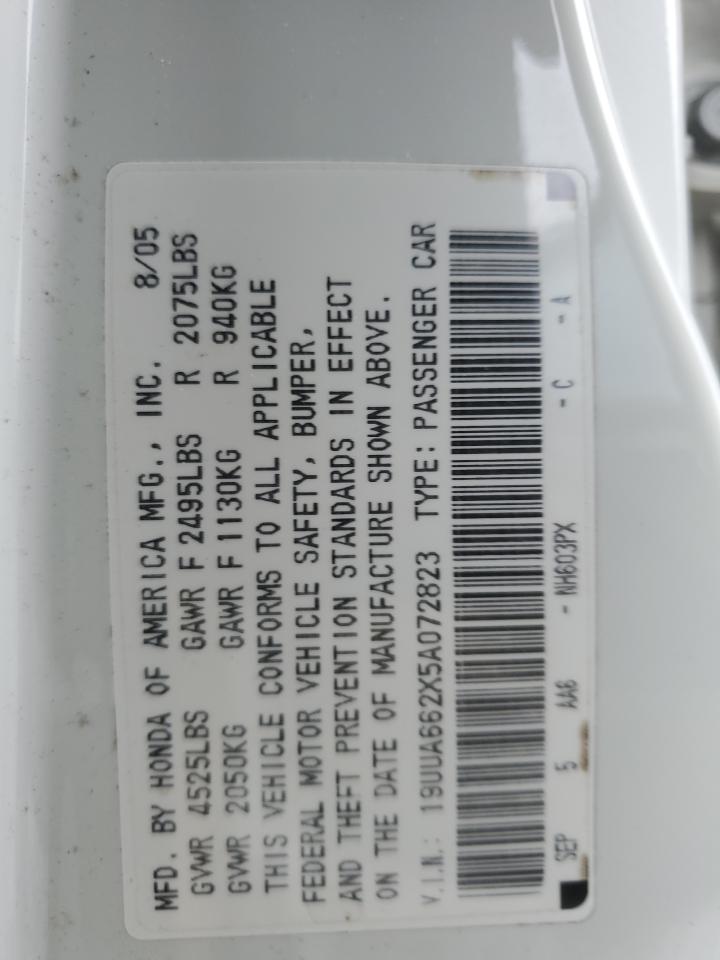 MFD. BY HONDA OF AMERICA MFG., INC. 8/05
GVWR 4525LBS GAWR F 2495LBS R 2075LBS
GVWR 2050KG GAWR F 1130KG R 940KG
THIS VEHICLE CONFORMS TO ALL APPLICABLE
FEDERAL MOTOR VEHICLE SAFETY, BUMPER,
AND THEFT PREVENTION STANDARDS IN EFFECT
ON THE DATE OF MANUFACTURE SHOWN ABOVE.
V.I.N.: 19UUA662X5A072823 TYPE: PASSENGER CAR
SEP 5 AA6 - NH603PX - C - A